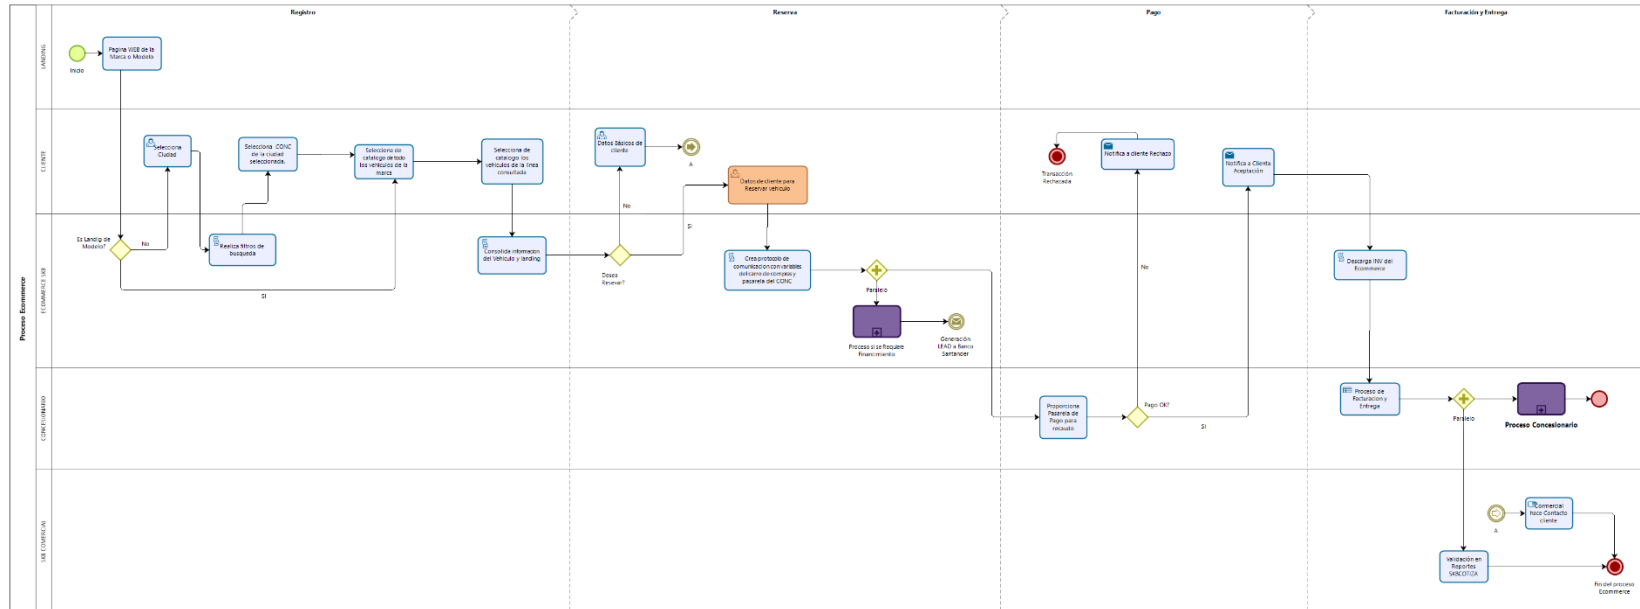 Registro
Reserva
Pago
Facturación y Entrega
Proceso Ecommerce
LANDING
Inicio
Pagina WEB de la
Marca o Modelo
CLIENTE
Selecciona
Ciudad
Selecciona CONC
de la ciudad
seleccionada.
Selecciona de
catalogo de todo
los vehiculos de la
marca
Selecciona de
catalogo los
vehiculos de la linea
consultada
Datos Básicos de
cliente
A
Datos de cliente para
Reservar vehiculo
Transacción
Rechazada
Notifica a cliente Rechazo
Notifica a Cliente
Aceptación
ECOMMERCE SKB
Es Landig de
Modelo?
No
SI
Realiza filtros de
busqueda
Consolida informacion
del Vehiculo y landing
Desea
Reservar?
No
SI
Crea protocolo de
comunicacion con variables
del carro de compras y
pasarela del CONC
Paralelo
Proceso si se Requiere
Financimiento
Generación
LEAD a Banco
Santander
No
Descarga INV del
Ecommerce
CONCESIONARIO
Proporciona
Pasarela de
Pago para
recaudo
Pago OK?
SI
Proceso de
Facturacion y
Entrega
Paralelo
Proceso Concesionario
SKB COMERCIAL
A
Commercial
hace Contacto
cliente
Validación en
Reportes
SKBCOTIZA
Fin del proceso
Ecommerce